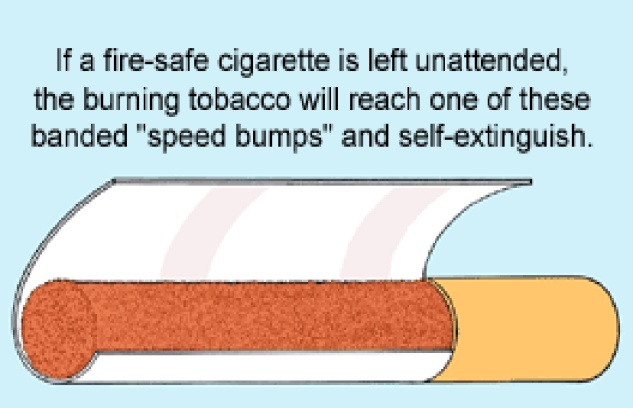 If a fire-safe cigarette is left unattended,
the burning tobacco will reach one of these
banded "speed bumps" and self-extinguish.